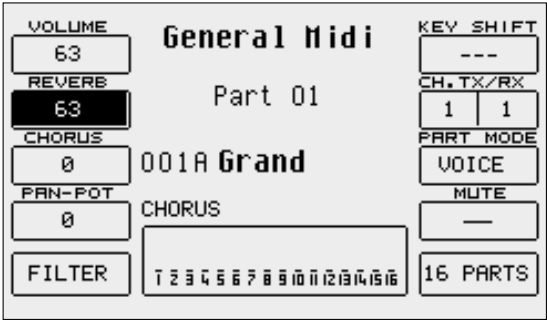 VOLUME
63
General Midi
KEY SHIFT
---
REVERB
63
Part 01
CH.TX/RX
1 1
CHORUS
0
001A Grand
PART MODE
VOICE
PAN-POT
0
CHORUS
MUTE
—
FILTER
1 2 3 4 5 6 7 8 9 10 11 12 13 14 15 16
16 PARTS